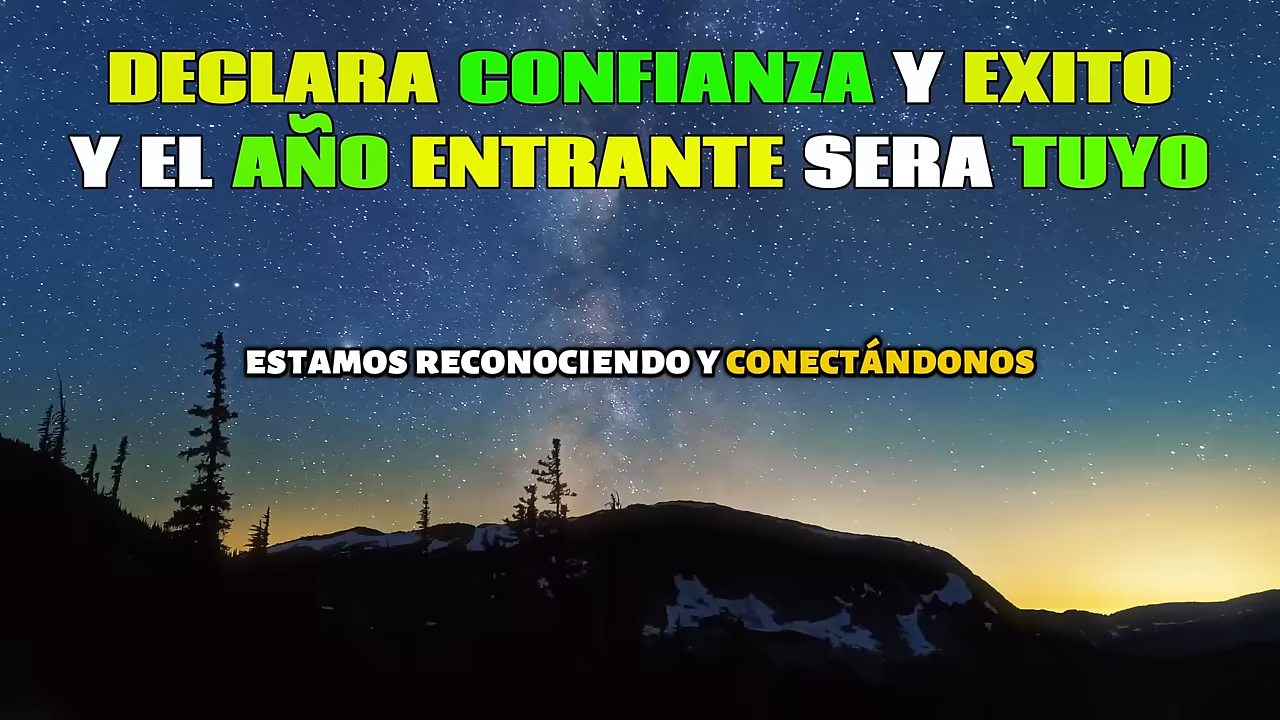 DECLARA CONFIANZA Y EXITO
Y EL AÑO ENTRANTE SERA TUYO
ESTAMOS RECONOCIENDO Y CONECTÁNDONOS